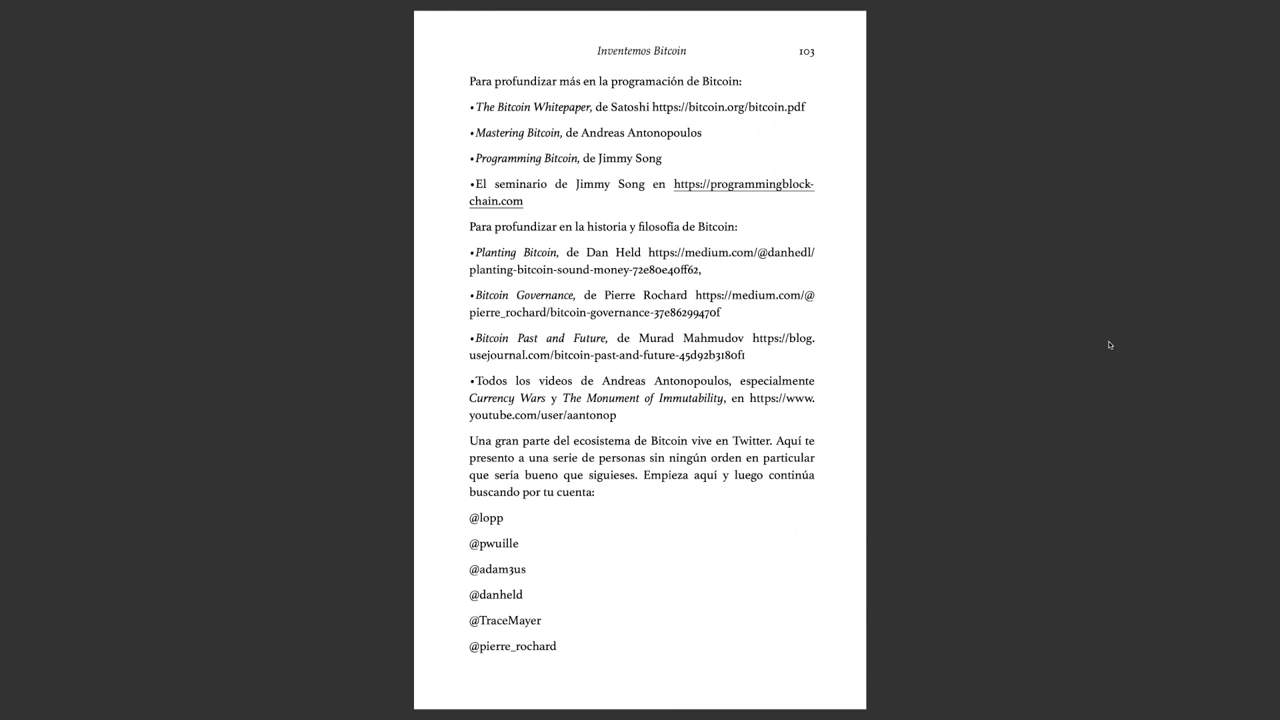 Inventemos Bitcoin 103
Para profundizar más en la programación de Bitcoin:
•The Bitcoin Whitepaper, de Satoshi https://bitcoin.org/bitcoin.pdf
•Mastering Bitcoin, de Andreas Antonopoulos
•Programming Bitcoin, de Jimmy Song
•El seminario de Jimmy Song en https://programmingblock-
chain.com
Para profundizar en la historia y filosofía de Bitcoin:
•Planting Bitcoin, de Dan Held https://medium.com/@danhedl/
planting-bitcoin-sound-money-72e80e40ff62,
•Bitcoin Governance, de Pierre Rochard https://medium.com/@
pierre_rochard/bitcoin-governance-37e86299470f
•Bitcoin Past and Future, de Murad Mahmudov https://blog.
usejournal.com/bitcoin-past-and-future-45d92b3180f1
•Todos los videos de Andreas Antonopoulos, especialmente
Currency Wars y The Monument of Immutability, en https://www.
youtube.com/user/aantonop
Una gran parte del ecosistema de Bitcoin vive en Twitter. Aquí te
presento a una serie de personas sin ningún orden en particular
que sería bueno que siguieses. Empieza aquí y luego continúa
buscando por tu cuenta:
@lopp
@pwuille
@adam3us
@danheld
@TraceMayer
@pierre_rochard